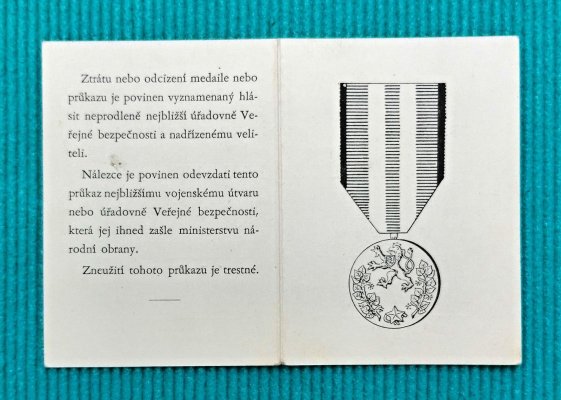 Ztrátu nebo odcizení medaile nebo
průkazu je povinen vyznamenaný hlá-
sit neprodleně nejbližší úřadovně Ve-
řejné bezpečnosti a nadřízenému veli-
teli.
Nálezce je povinen odevzdati tento
průkaz nejbližšímu vojenskému útvaru
nebo úřadovně Veřejné bezpečnosti,
která jej ihned zašle ministerstvu ná-
rodní obrany.
Zneužití tohoto průkazu je trestné.